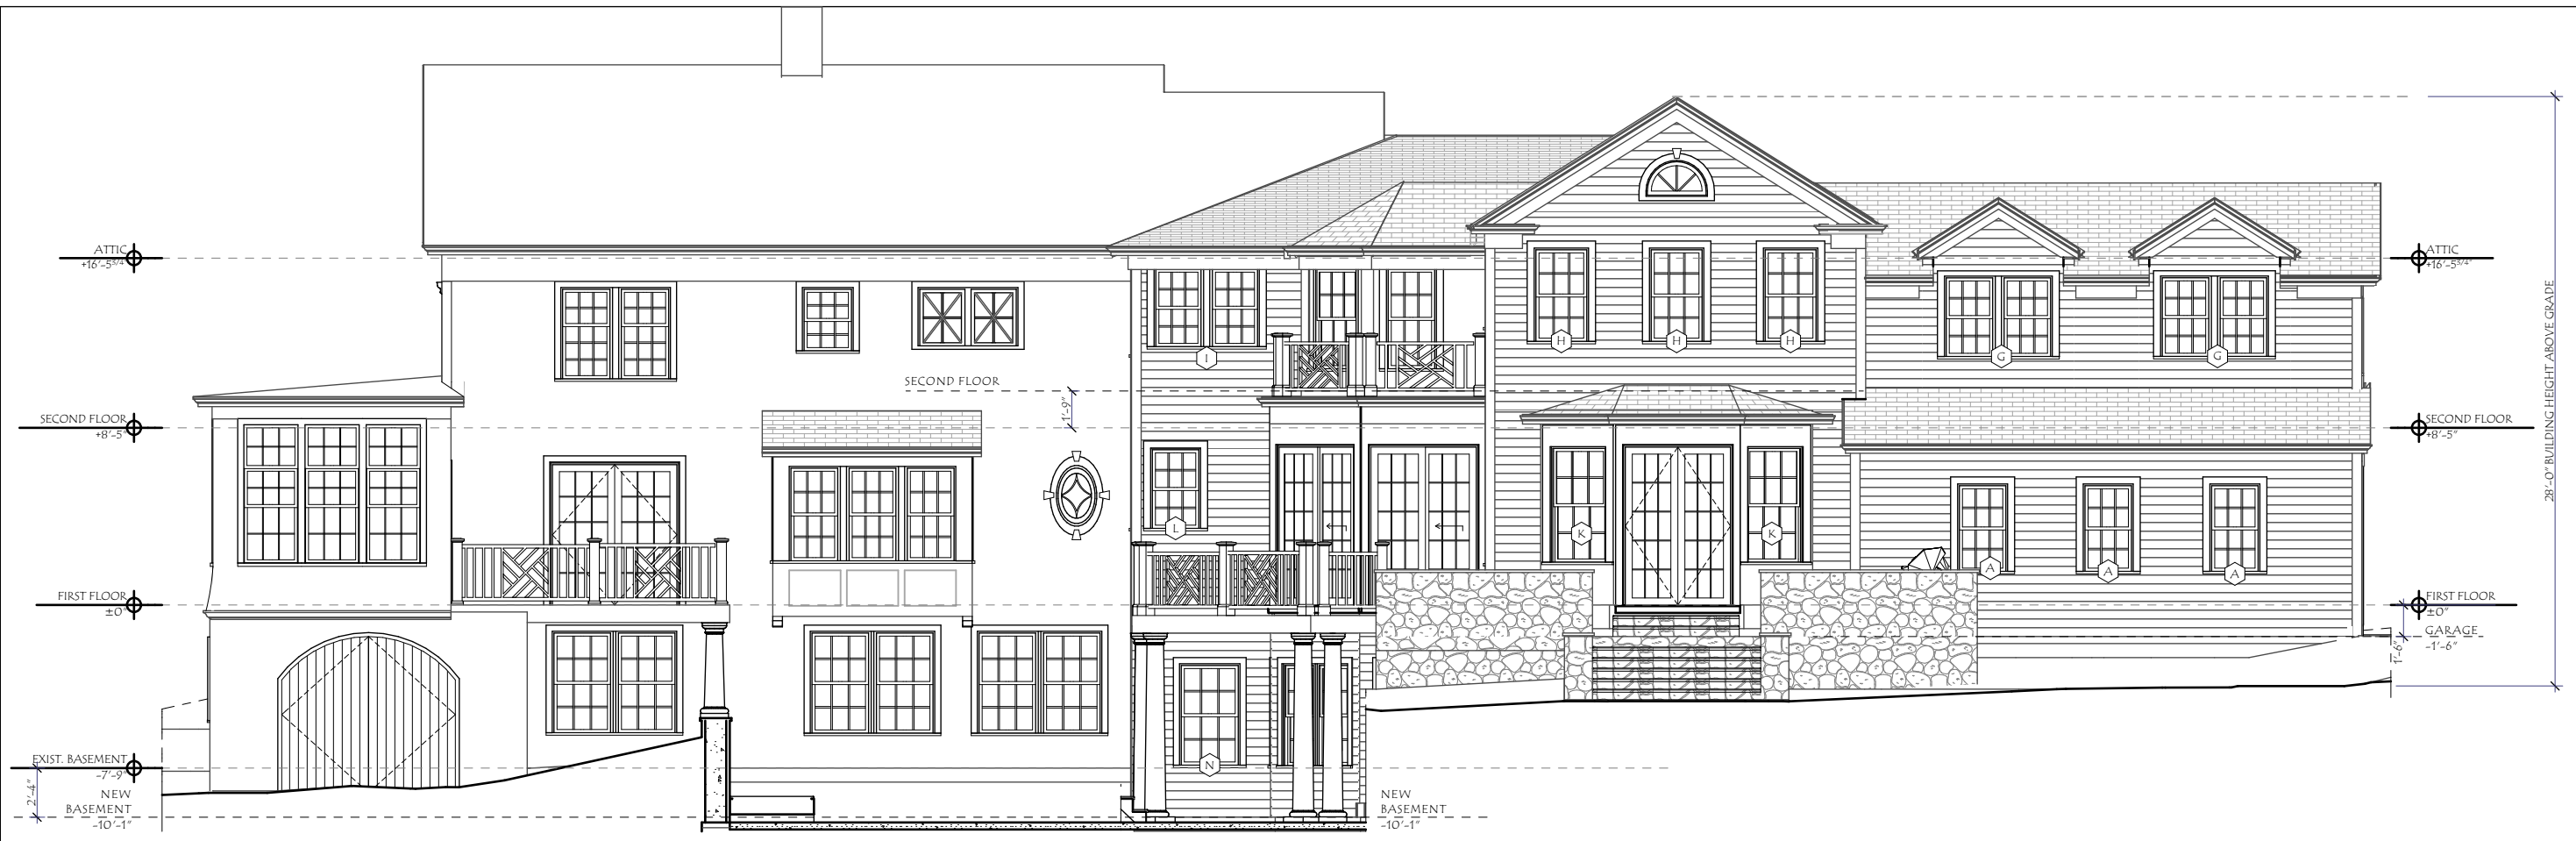 ATTIC
+16'-5 3/4"
SECOND FLOOR
+8'-5"
FIRST FLOOR
±0"
EXIST. BASEMENT
-7'-9"
2'-4"
NEW
BASEMENT
-10'-1"
SECOND FLOOR
1'-9"
I
L
N
H
H
H
K
K
G
G
A
A
A
NEW
BASEMENT
-10'-1"
ATTIC
+16'-5 3/4"
SECOND FLOOR
+8'-5"
FIRST FLOOR
±0"
GARAGE
-1'-6"
1'-6"
28'-0" BUILDING HEIGHT ABOVE GRADE